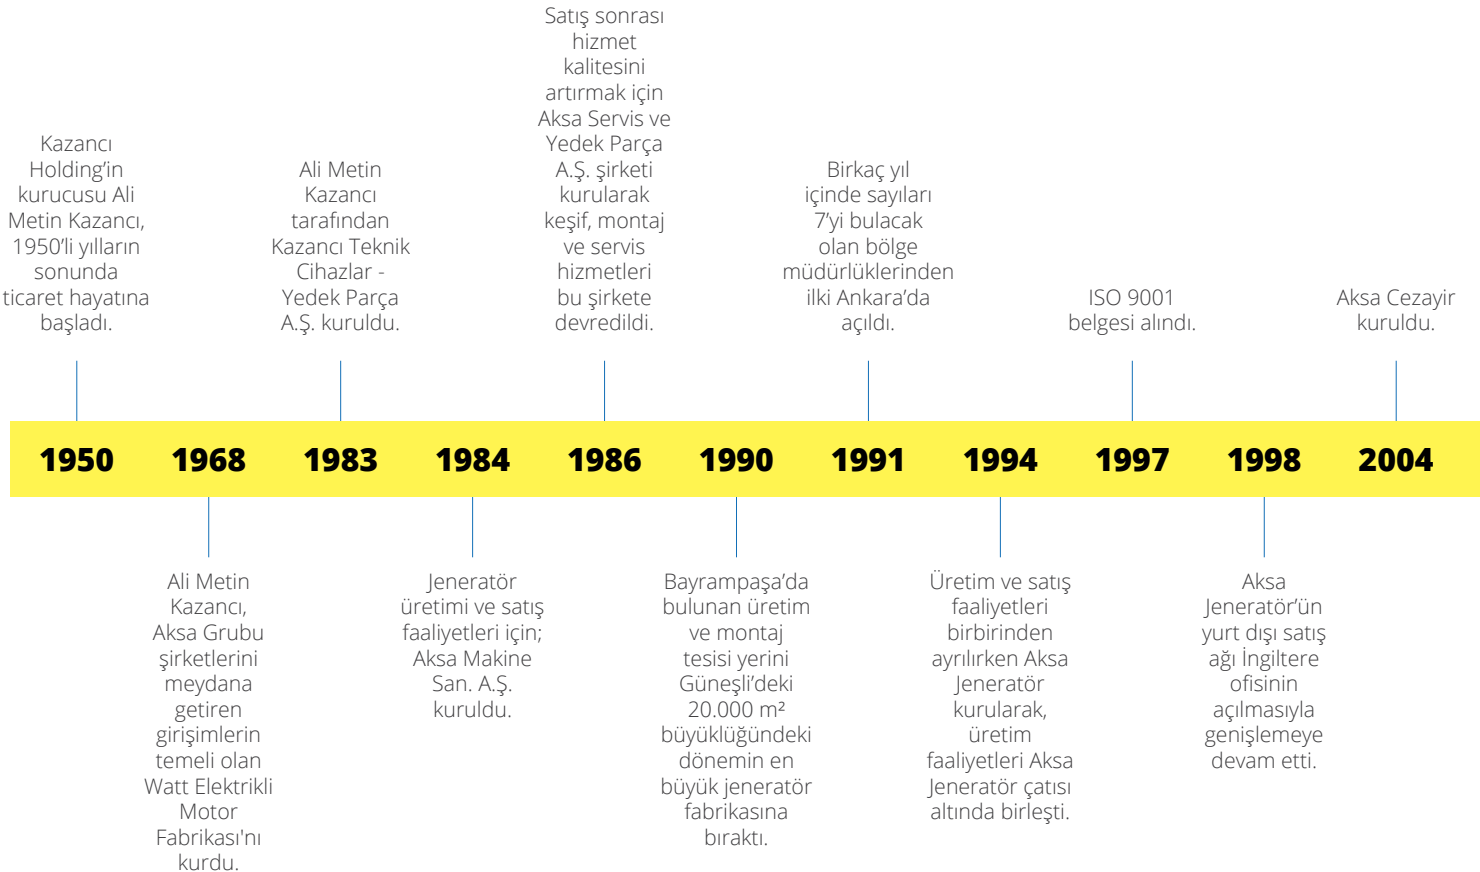 Kazancı
Holding’in
kurucusu Ali
Metin Kazancı,
1950’li yılların
sonunda
ticaret hayatına
başladı.
Ali Metin
Kazancı
tarafından
Kazancı Teknik
Cihazlar -
Yedek Parça
A.Ş. kuruldu.
Satış sonrası
hizmet
kalitesini
artırmak için
Aksa Servis ve
Yedek Parça
A.Ş. şirketi
kurularak
keşif, montaj
ve servis
hizmetleri
bu şirkete
devredildi.
Birkaç yıl
içinde sayıları
7’yi bulacak
olan bölge
müdürlüklerinden
ilki Ankara’da
açıldı.
ISO 9001
belgesi alındı.
Aksa Cezayir
kuruldu.
1950 1968 1983 1984 1986 1990 1991 1994 1997 1998 2004
Ali Metin
Kazancı,
Aksa Grubu
şirketlerini
meydana
getiren
girişimlerin
temeli olan
Watt Elektrikli
Motor
Fabrikası'nı
kurdu.
Jeneratör
üretimi ve satış
faaliyetleri için;
Aksa Makine
San. A.Ş.
kuruldu.
Bayrampaşa’da
bulunan üretim
ve montaj
tesisi yerini
Güneşli’deki
20.000 m²
büyüklüğündeki
dönemin en
büyük jeneratör
fabrikasına
bıraktı.
Üretim ve satış
faaliyetleri
birbirinden
ayrılırken Aksa
Jeneratör
kurularak,
üretim
faaliyetleri Aksa
Jeneratör çatısı
altında birleşti.
Aksa
Jeneratör’ün
yurt dışı satış
ağı İngiltere
ofisinin
açılmasıyla
genişlemeye
devam etti.